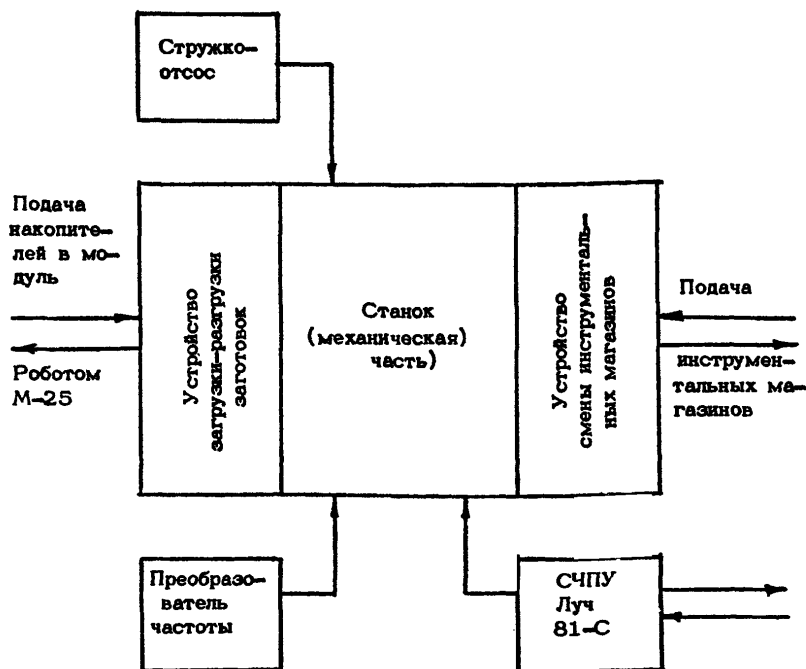 Стружко-
отсос
Подача
накопите-
лей в мо-
дуль
Роботом
М-25
Устройство
загрузки-разгрузки
заготовок
Станок
(механическая)
часть)
Устройство
смены инструменталь-
ных магазинов
Подача
инструмен-
тальных ма-
газинов
Преобразо-
ватель
частоты
СЧПУ
Луч
81-С